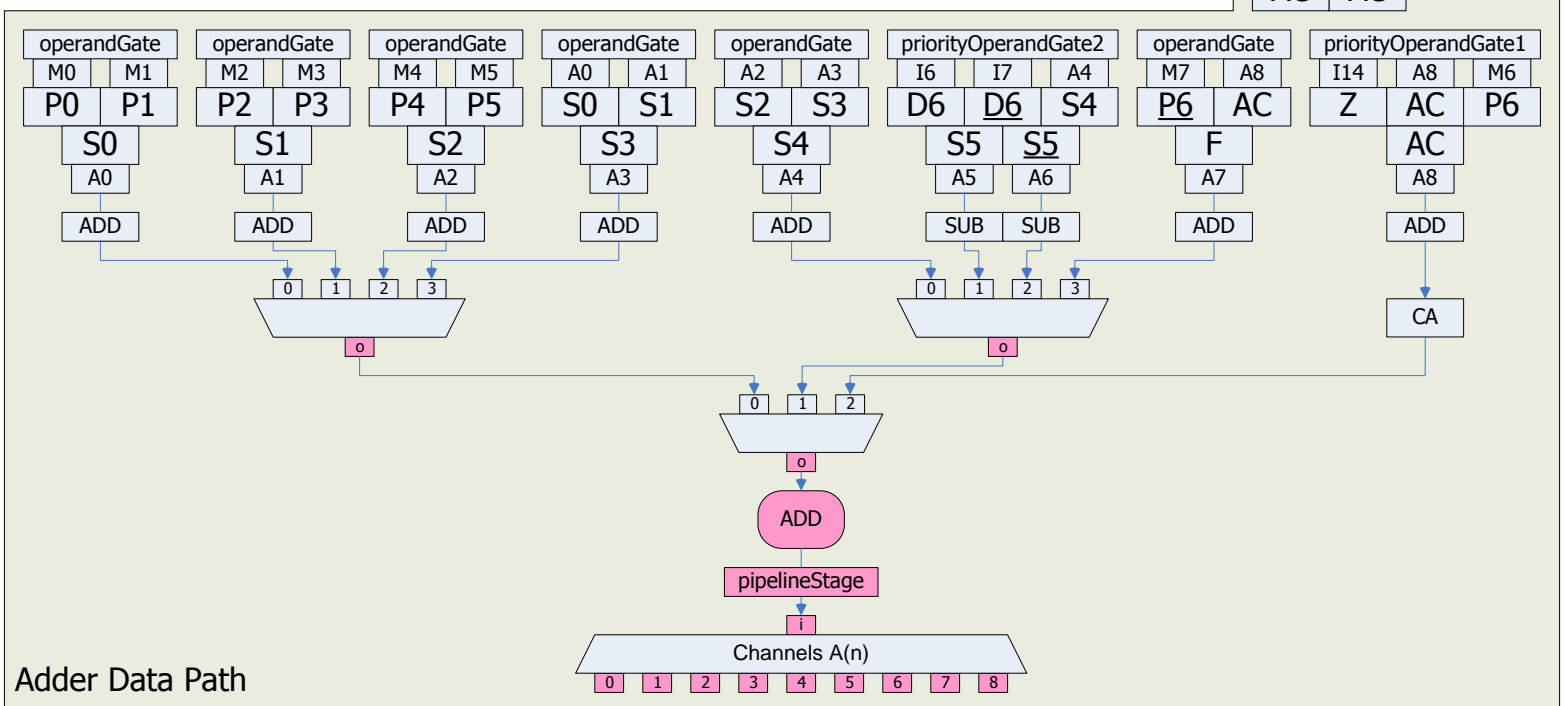 operandGate operandGate operandGate operandGate operandGate priorityOperandGate2 operandGate priorityOperandGate1
M0 M1 M2 M3 M4 M5 A0 A1 A2 A3 I6 I7 A4 M7 A8 I14 A8 M6
P0 P1 P2 P3 P4 P5 S0 S1 S2 S3 D6 D6 S4 P6 AC Z AC P6
S0 S1 S2 S3 S4 S5 S5 F AC
A0 A1 A2 A3 A4 A5 A6 A7 A8
ADD ADD ADD ADD ADD SUB SUB ADD ADD
0 1 2 3 0 1 2 3
CA
o o
0 1 2
o
ADD
pipelineStage
i
Channels A(n)
Adder Data Path
0 1 2 3 4 5 6 7 8